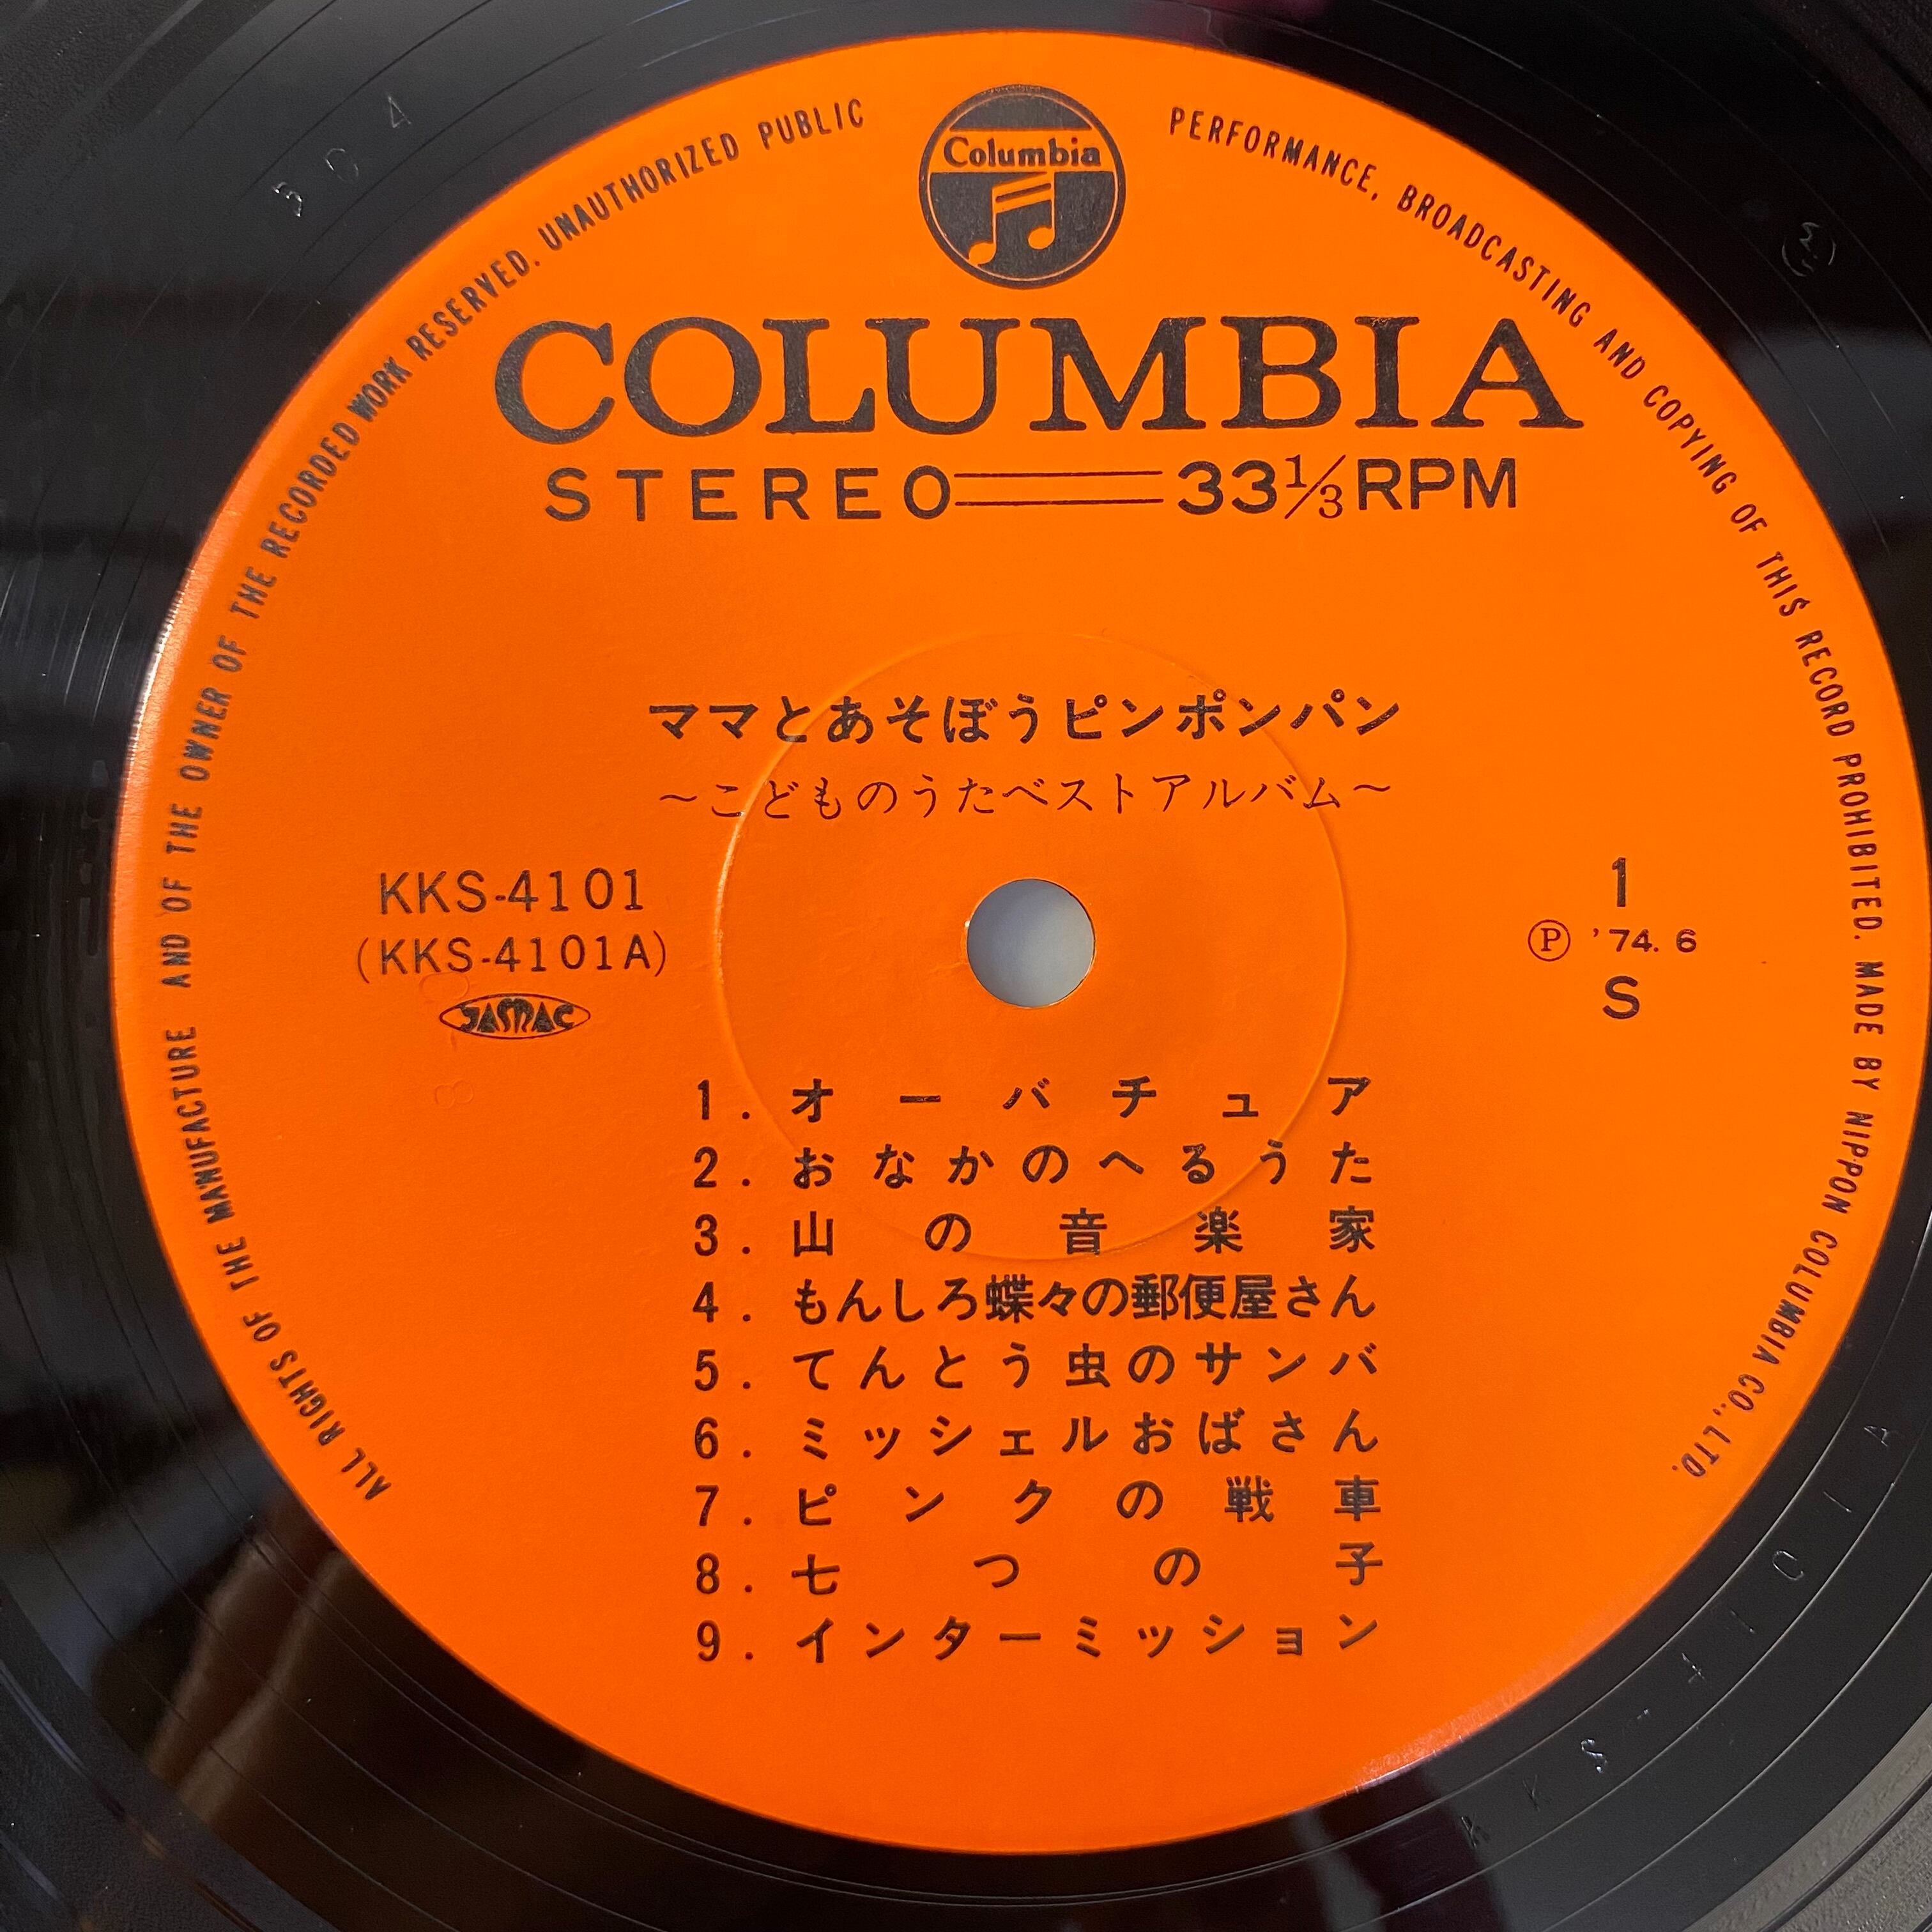 Columbia
ALL RIGHTS OF THE MANUFACTURE AND OF THE OWNER OF THE RECORDED WORK RESERVED. UNAUTHORIZED PUBLIC PERFORMANCE, BROADCASTING AND COPYING OF THIS RECORD PROHIBITED. MADE BY NIPPON COLUMBIA CO., LTD.
COLUMBIA
STEREO 33 1/3 RPM
ママとあそぼうピンポンパン
〜こどものうたベストアルバム〜
KKS-4101
(KKS-4101A)
JASRAC
1
Ⓟ '74. 6
S
1. オーバチュア
2. おなかのへるうた
3. 山の音楽家
4. もんしろ蝶々の郵便屋さん
5. てんとう虫のサンバ
6. ミッシェルおばさん
7. ピンクの戦車
8. 七つの子
9. インターミッション
KKS-4101A